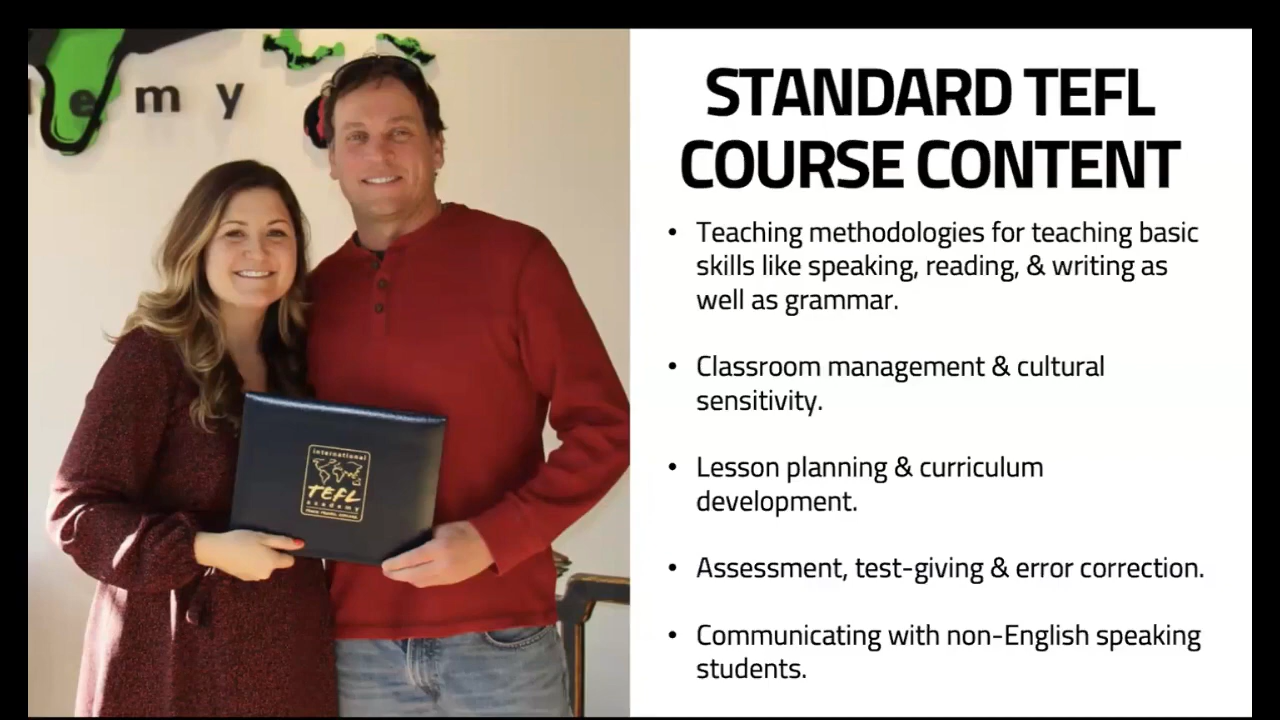 emy
STANDARD TEFL
COURSE CONTENT
• Teaching methodologies for teaching basic
skills like speaking, reading, & writing as
well as grammar.
• Classroom management & cultural
sensitivity.
• Lesson planning & curriculum
development.
• Assessment, test-giving & error correction.
• Communicating with non-English speaking
students.
international
TEFL
academy